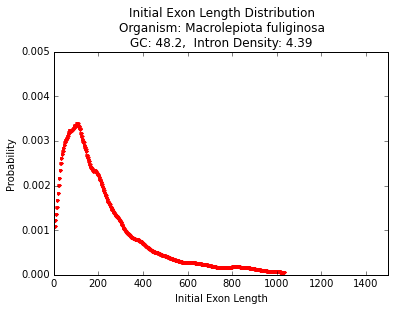 Initial Exon Length Distribution
Organism: Macrolepiota fuliginosa
GC: 48.2,  Intron Density: 4.39
0.005
0.004
0.003
0.002
0.001
0.000
Probability
0
200
400
600
800
1000
1200
1400
Initial Exon Length